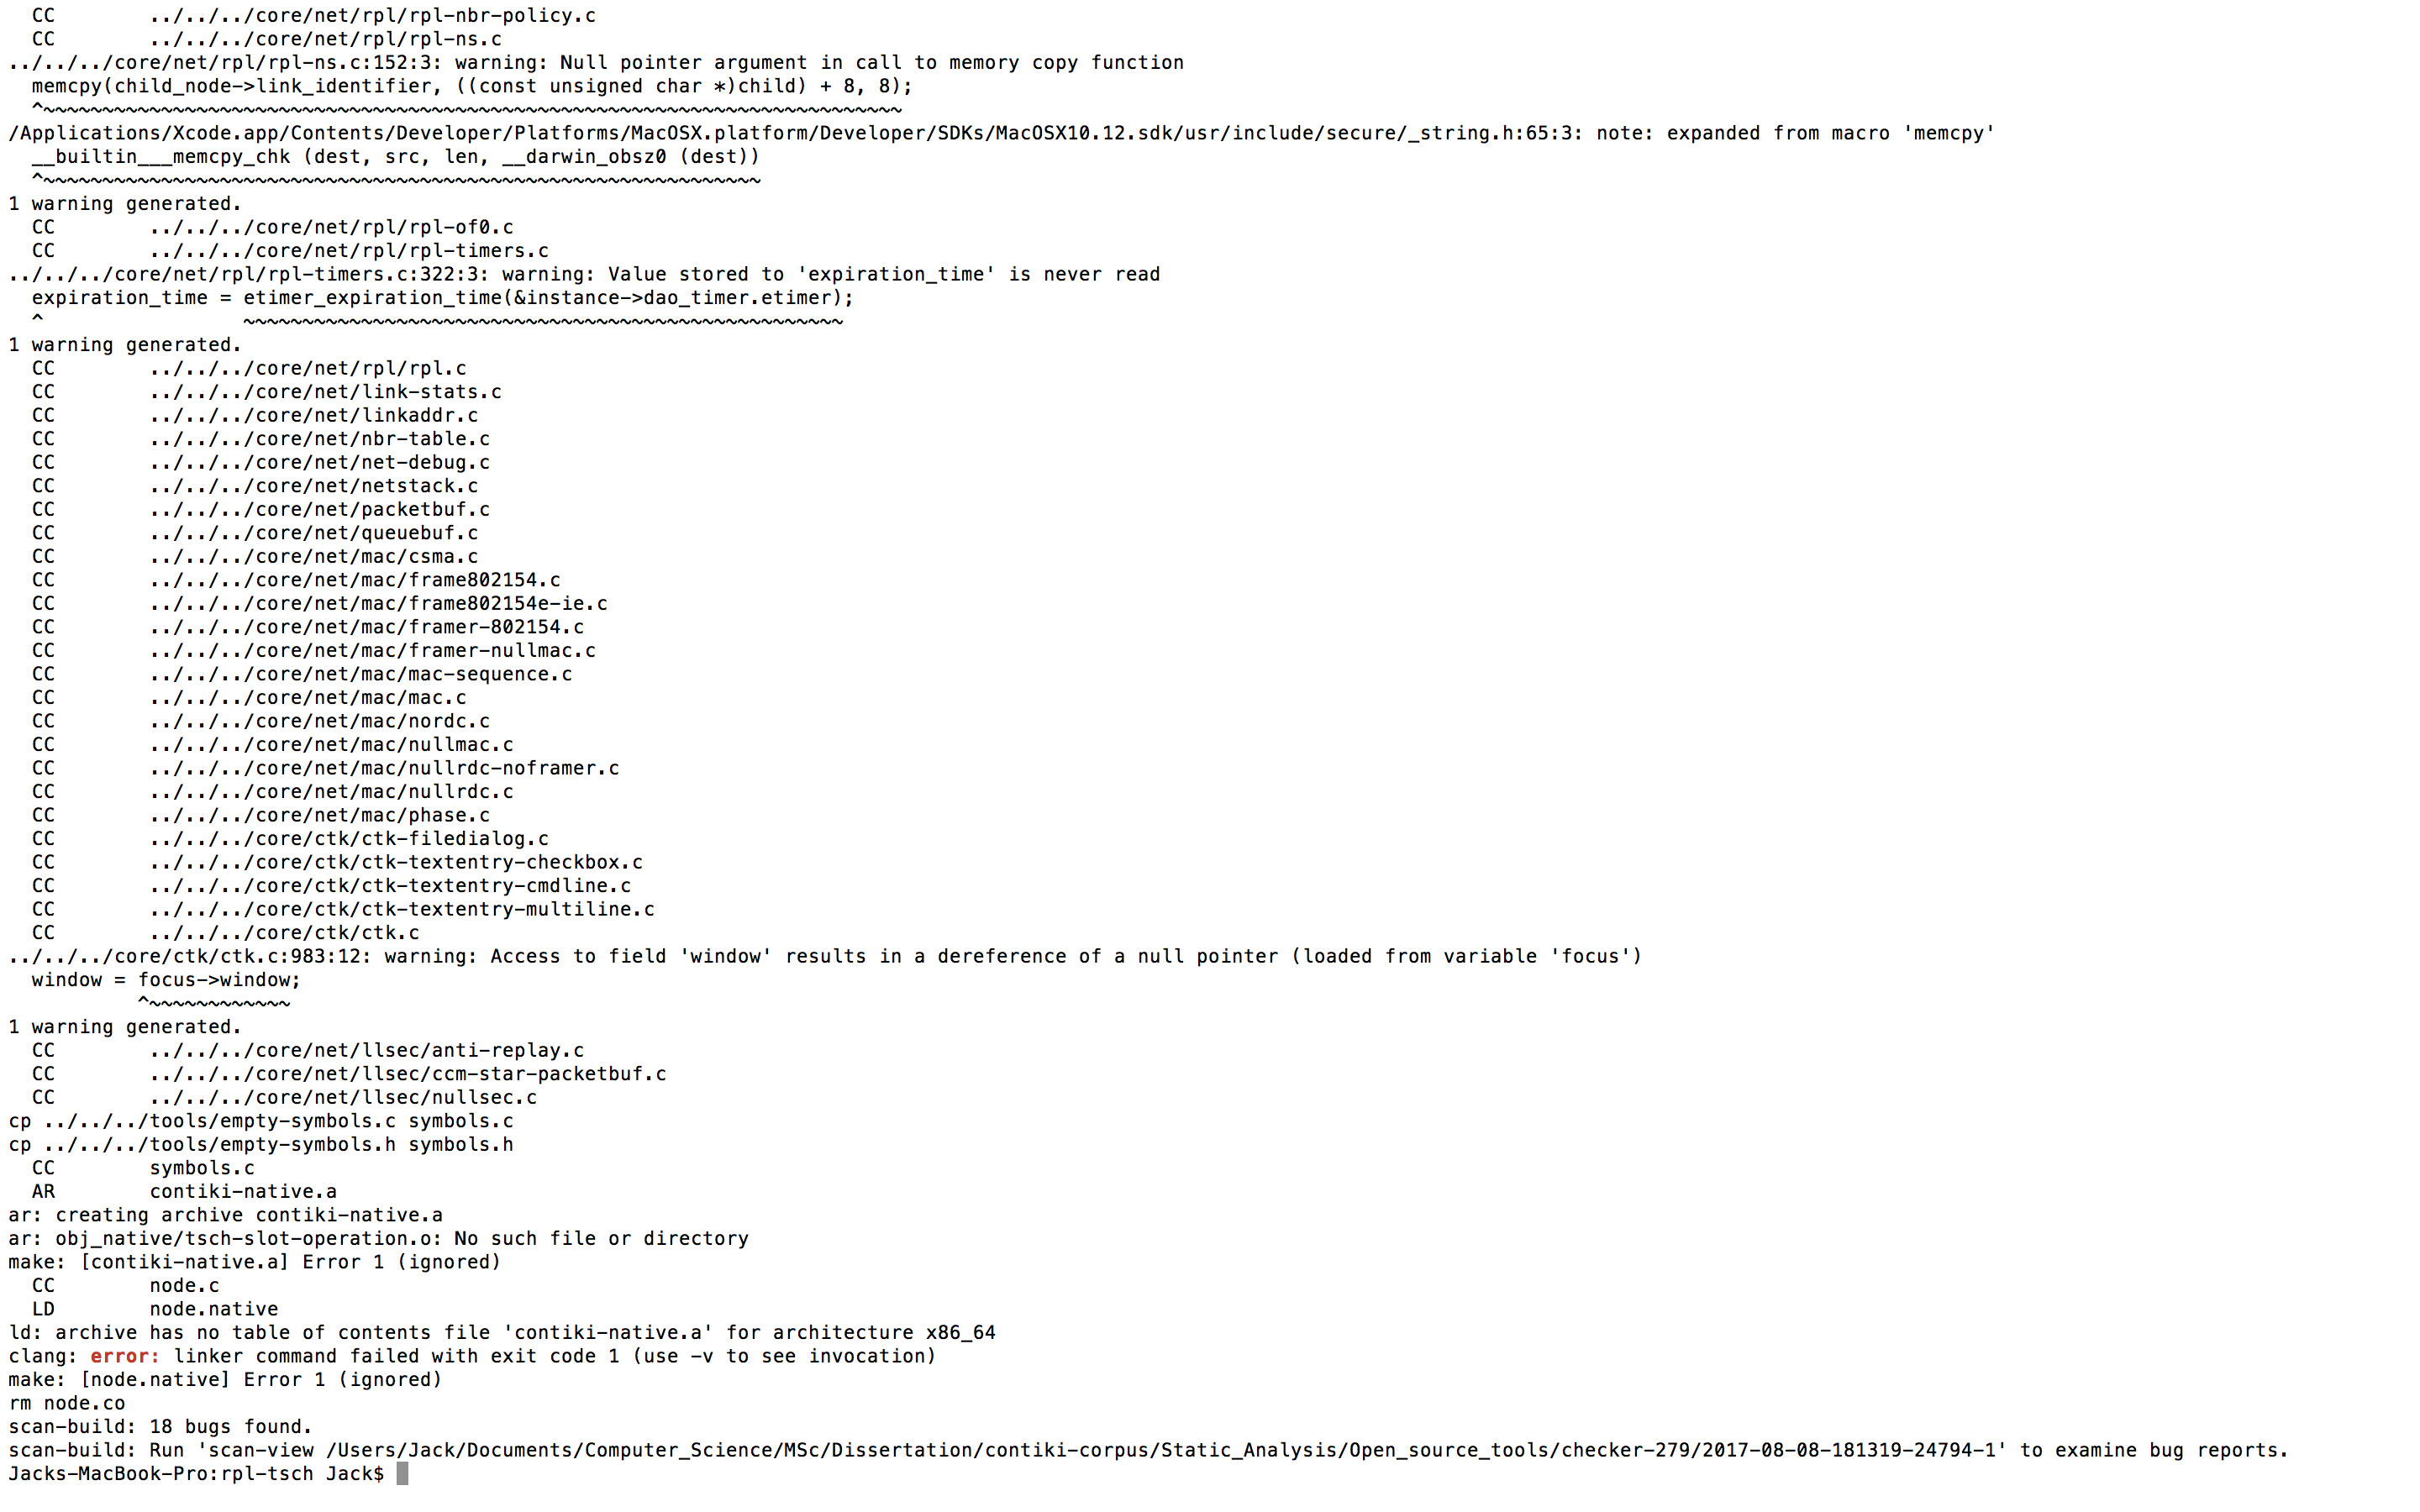 CC        ../../../core/net/rpl/rpl-nbr-policy.c
CC        ../../../core/net/rpl/rpl-ns.c
../../../core/net/rpl/rpl-ns.c:152:3: warning: Null pointer argument in call to memory copy function
  memcpy(child_node->link_identifier, ((const unsigned char *)child) + 8, 8);
  ^~~~~~~~~~~~~~~~~~~~~~~~~~~~~~~~~~~~~~~~~~~~~~~~~~~~~~~~~~~~~~~~~~~~~~~~~~
/Applications/Xcode.app/Contents/Developer/Platforms/MacOSX.platform/Developer/SDKs/MacOSX10.12.sdk/usr/include/secure/_string.h:65:3: note: expanded from macro 'memcpy'
  __builtin___memcpy_chk (dest, src, len, __darwin_obsz0 (dest))
  ^~~~~~~~~~~~~~~~~~~~~~~~~~~~~~~~~~~~~~~~~~~~~~~~~~~~~~~~~~~~~~
1 warning generated.
  CC        ../../../core/net/rpl/rpl-of0.c
  CC        ../../../core/net/rpl/rpl-timers.c
../../../core/net/rpl/rpl-timers.c:322:3: warning: Value stored to 'expiration_time' is never read
  expiration_time = etimer_expiration_time(&instance->dao_timer.etimer);
  ^                 ~~~~~~~~~~~~~~~~~~~~~~~~~~~~~~~~~~~~~~~~~~~~~~~~~~~
1 warning generated.
  CC        ../../../core/net/rpl/rpl.c
  CC        ../../../core/net/link-stats.c
  CC        ../../../core/net/linkaddr.c
  CC        ../../../core/net/nbr-table.c
  CC        ../../../core/net/net-debug.c
  CC        ../../../core/net/netstack.c
  CC        ../../../core/net/packetbuf.c
  CC        ../../../core/net/queuebuf.c
  CC        ../../../core/net/mac/csma.c
  CC        ../../../core/net/mac/frame802154.c
  CC        ../../../core/net/mac/frame802154e-ie.c
  CC        ../../../core/net/mac/framer-802154.c
  CC        ../../../core/net/mac/framer-nullmac.c
  CC        ../../../core/net/mac/mac-sequence.c
  CC        ../../../core/net/mac/mac.c
  CC        ../../../core/net/mac/nordc.c
  CC        ../../../core/net/mac/nullmac.c
  CC        ../../../core/net/mac/nullrdc-noframer.c
  CC        ../../../core/net/mac/nullrdc.c
  CC        ../../../core/net/mac/phase.c
  CC        ../../../core/ctk/ctk-filedialog.c
  CC        ../../../core/ctk/ctk-textentry-checkbox.c
  CC        ../../../core/ctk/ctk-textentry-cmdline.c
  CC        ../../../core/ctk/ctk-textentry-multiline.c
  CC        ../../../core/ctk/ctk.c
../../../core/ctk/ctk.c:983:12: warning: Access to field 'window' results in a dereference of a null pointer (loaded from variable 'focus')
  window = focus->window;
           ^~~~~~~~~~~~~
1 warning generated.
  CC        ../../../core/net/llsec/anti-replay.c
  CC        ../../../core/net/llsec/ccm-star-packetbuf.c
  CC        ../../../core/net/llsec/nullsec.c
cp ../../../tools/empty-symbols.c symbols.c
cp ../../../tools/empty-symbols.h symbols.h
  CC        symbols.c
  AR        contiki-native.a
ar: creating archive contiki-native.a
ar: obj_native/tsch-slot-operation.o: No such file or directory
make: [contiki-native.a] Error 1 (ignored)
  CC        node.c
  LD        node.native
ld: archive has no table of contents file 'contiki-native.a' for architecture x86_64
clang: error: linker command failed with exit code 1 (use -v to see invocation)
make: [node.native] Error 1 (ignored)
rm node.co
scan-build: 18 bugs found.
scan-build: Run 'scan-view /Users/Jack/Documents/Computer_Science/MSc/Dissertation/contiki-corpus/Static_Analysis/Open_source_tools/checker-279/2017-08-08-181319-24794-1' to examine bug reports.
Jacks-MacBook-Pro:rpl-tsch Jack$